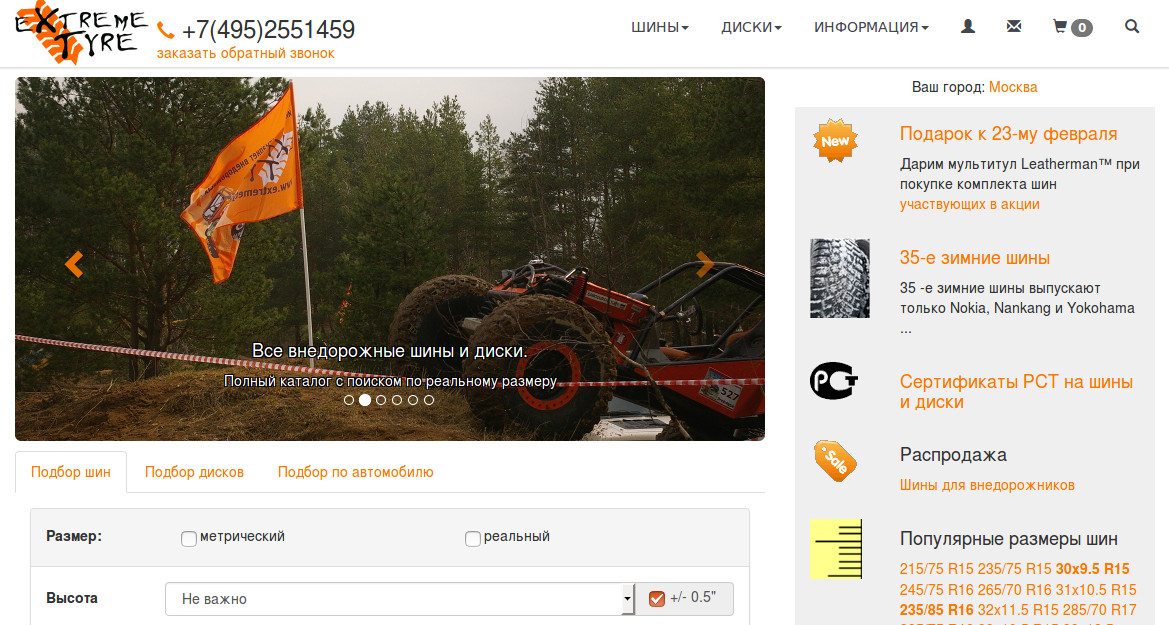 EXTREME
TYRE
+7(495)2551459
заказать обратный звонок
ШИНЫ
ДИСКИ
ИНФОРМАЦИЯ
0
Ваш город: Москва
Все внедорожные шины и диски.
Полный каталог с поиском по реальному размеру
527
New
Подарок к 23-му февраля
Дарим мультитул Leatherman™ при
покупке комплекта шин
участвующих в акции
35-е зимние шины
35 -е зимние шины выпускают
только Nokia, Nankang и Yokohama
...
РСТ
Сертификаты РСТ на шины
и диски
Sale
Распродажа
Шины для внедорожников
Популярные размеры шин
215/75 R15 235/75 R15 30x9.5 R15
245/75 R16 265/70 R16 31x10.5 R15
235/85 R16 32x11.5 R15 285/70 R17
Подбор шин
Подбор дисков
Подбор по автомобилю
Размер:
метрический
реальный
Высота
Не важно
+/- 0.5"